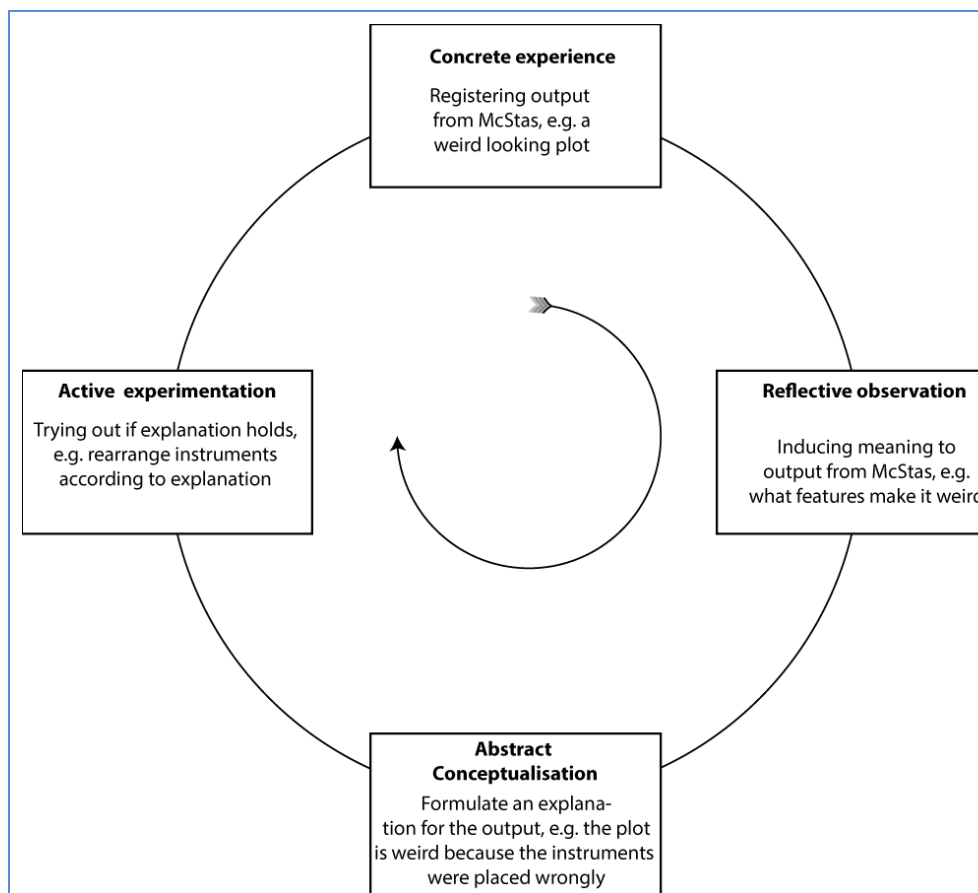 Concrete experience
Registering output
from McStas, e.g. a
weird looking plot
Active experimentation
Trying out if explanation holds,
e.g. rearrange instruments
according to explanation
Reflective observation
Inducing meaning to
output from McStas, e.g.
what features make it weird
Abstract
Conceptualisation
Formulate an explana-
tion for the output, e.g. the plot
is weird because the instruments
were placed wrongly